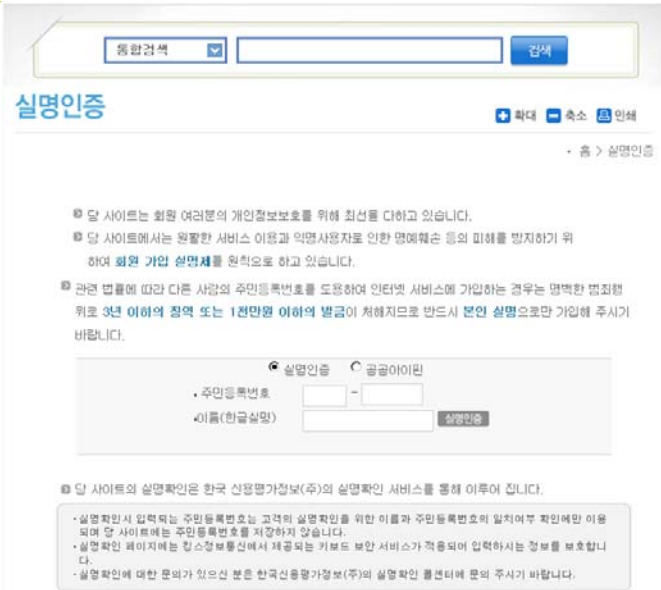 통합검색 검색
실명인증
확대 축소 인쇄
홈 > 실명인증
당 사이트는 회원 여러분의 개인정보보호를 위해 최선을 다하고 있습니다.
당 사이트에서는 원활한 서비스 이용과 익명사용자로 인한 명예훼손 등의 피해를 방지하기 위
하여 회원 가입 실명제를 원칙으로 하고 있습니다.
관련 법률에 따라 다른 사람의 주민등록번호를 도용하여 인터넷 서비스에 가입하는 경우는 명백한 범죄행
위로 3년 이하의 징역 또는 1천만원 이하의 벌금이 처해지므로 반드시 본인 실명으로만 가입해 주시기
바랍니다.
실명인증 공공아이핀
• 주민등록번호 -
•이름(한글실명) 실명인증
당 사이트의 실명확인은 한국 신용평가정보(주)의 실명확인 서비스를 통해 이루어 집니다.
•실명확인시 입력되는 주민등록번호는 고객의 실명확인을 위한 이름과 주민등록번호의 일치여부 확인에만 이용
되며 당 사이트에는 주민등록번호를 저장하지 않습니다.
•실명확인 페이지에는 킹스정보통신에서 제공되는 키보드 보안 서비스가 적용되어 입력하시는 정보를 보호합니
다.
•실명확인에 대한 문의가 있으신 분은 한국신용평가정보(주)의 실명확인 콜센터에 문의 주시기 바랍니다.